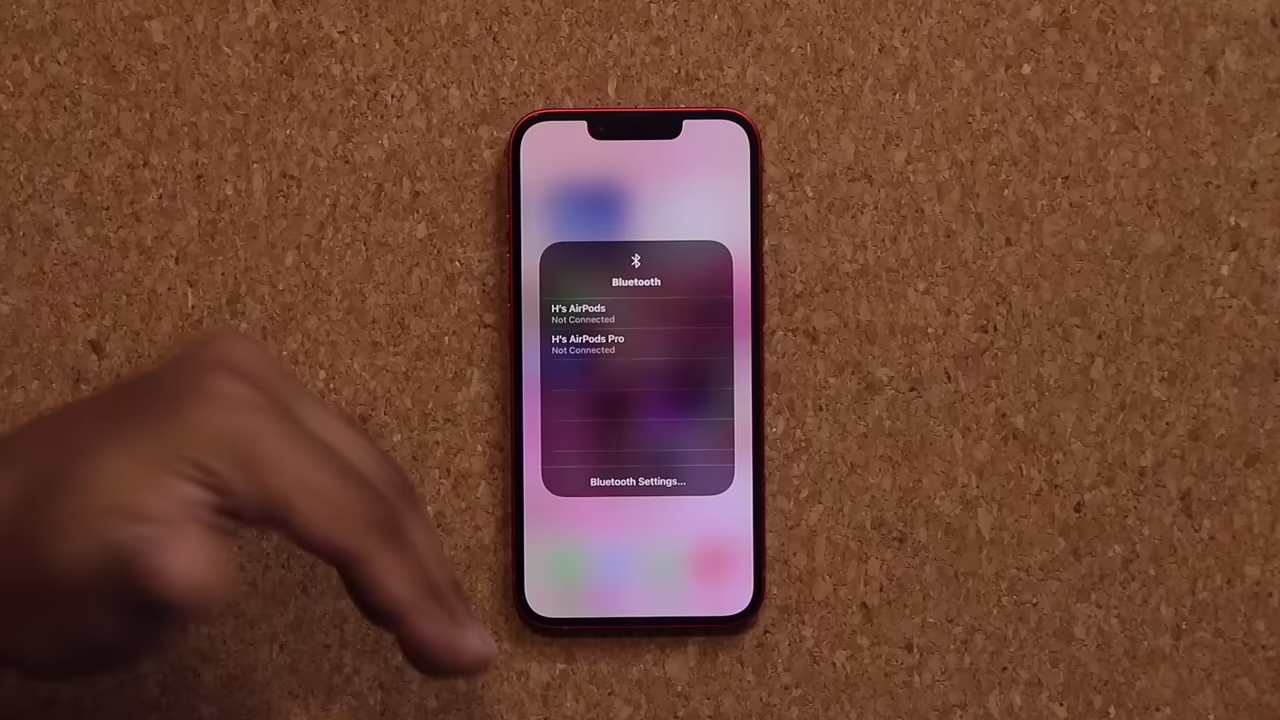 Bluetooth
H's AirPods
Not Connected
H's AirPods Pro
Not Connected
Bluetooth Settings...